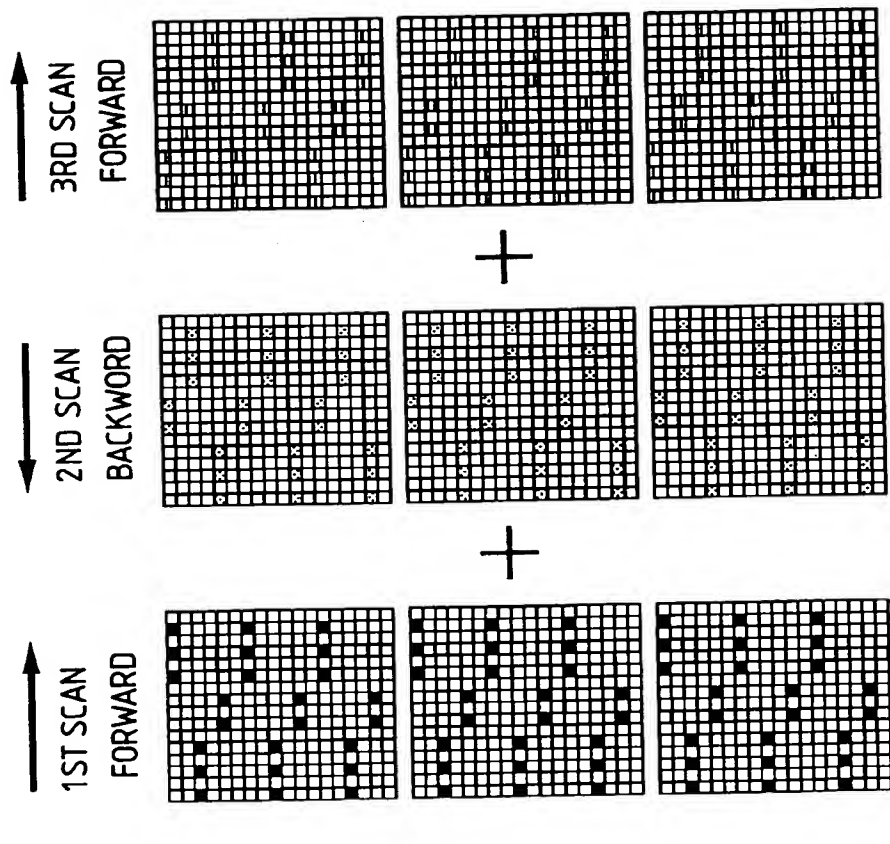 3RD SCAN
FORWARD
+
2ND SCAN
BACKWORD
+
1ST SCAN
FORWARD